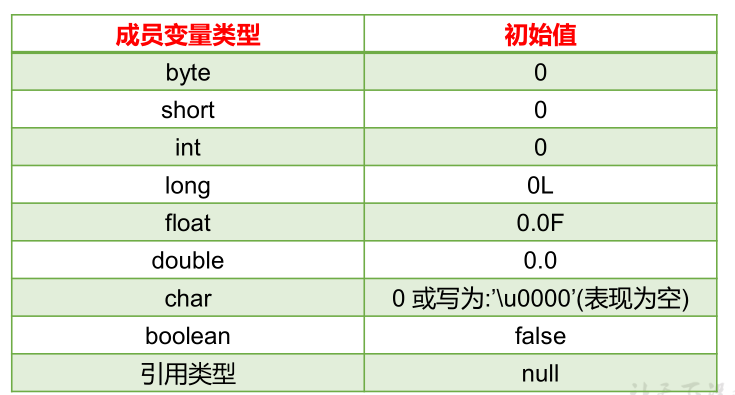 成员变量类型 初始值
byte 0
short 0
int 0
long 0L
float 0.0F
double 0.0
char 0 或写为:’\u0000’(表现为空)
boolean false
引用类型 null